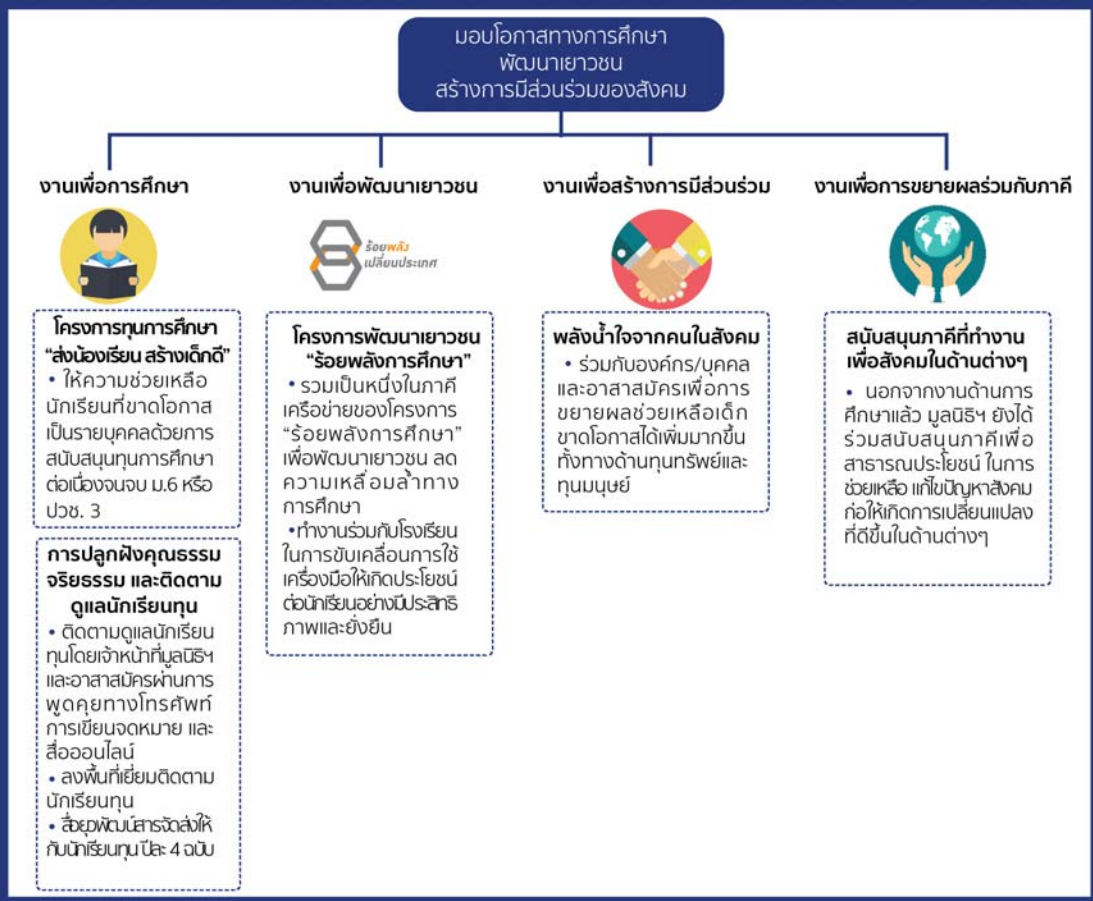 มอบโอกาสทางการศึกษา
พัฒนาเยาวชน
สร้างการมีส่วนร่วมของสังคม
งานเพื่อการศึกษา
โครงการทุนการศึกษา
“ส่งน้องเรียน สร้างเด็กดี”
• ให้ความช่วยเหลือ
นักเรียนที่ขาดโอกาส
เป็นรายบุคคลด้วยการ
สนับสนุนทุนการศึกษา
ต่อเนื่องจนจบ ม.6 หรือ
ปวช. 3
การปลูกฝังคุณธรรม
จริยธรรม และติดตาม
ดูแลนักเรียนทุน
• ติดตามดูแลนักเรียน
ทุนโดยเจ้าหน้าที่มูลนิธิฯ
และอาสาสมัครผ่านการ
พูดคุยทางโทรศัพท์
การเขียนจดหมาย และ
สื่อออนไลน์
• ลงพื้นที่เยี่ยมติดตาม
นักเรียนทุน
• สื่อยุวพัฒน์สารจัดส่งให้
กับนักเรียนทุน ปีละ 4 ฉบับ
งานเพื่อพัฒนาเยาวชน
ร้อยพลัง
เปลี่ยนประเทศ
โครงการพัฒนาเยาวชน
“ร้อยพลังการศึกษา”
• รวมเป็นหนึ่งในภาคี
เครือข่ายของโครงการ
“ร้อยพลังการศึกษา”
เพื่อพัฒนาเยาวชน ลด
ความเหลื่อมล้ำทาง
การศึกษา
•ทำงานร่วมกับโรงเรียน
ในการขับเคลื่อนการใช้
เครื่องมือให้เกิดประโยชน์
ต่อนักเรียนอย่างมีประสิทธิ
ภาพและยั่งยืน
งานเพื่อสร้างการมีส่วนร่วม
พลังน้ำใจจากคนในสังคม
• ร่วมกับองค์กร/บุคคล
และอาสาสมัครเพื่อการ
ขยายผลช่วยเหลือเด็ก
ขาดโอกาสได้เพิ่มมากขึ้น
ทั้งทางด้านทุนทรัพย์และ
ทุนมนุษย์
งานเพื่อการขยายผลร่วมกับภาคี
สนับสนุนภาคีที่ทำงาน
เพื่อสังคมในด้านต่างๆ
• นอกจากงานด้านการ
ศึกษาแล้ว มูลนิธิฯ ยังได้
ร่วมสนับสนุนภาคีเพื่อ
สาธารณประโยชน์ ในการ
ช่วยเหลือ แก้ไขปัญหาสังคม
ก่อให้เกิดการเปลี่ยนแปลง
ที่ดีขึ้นในด้านต่างๆ